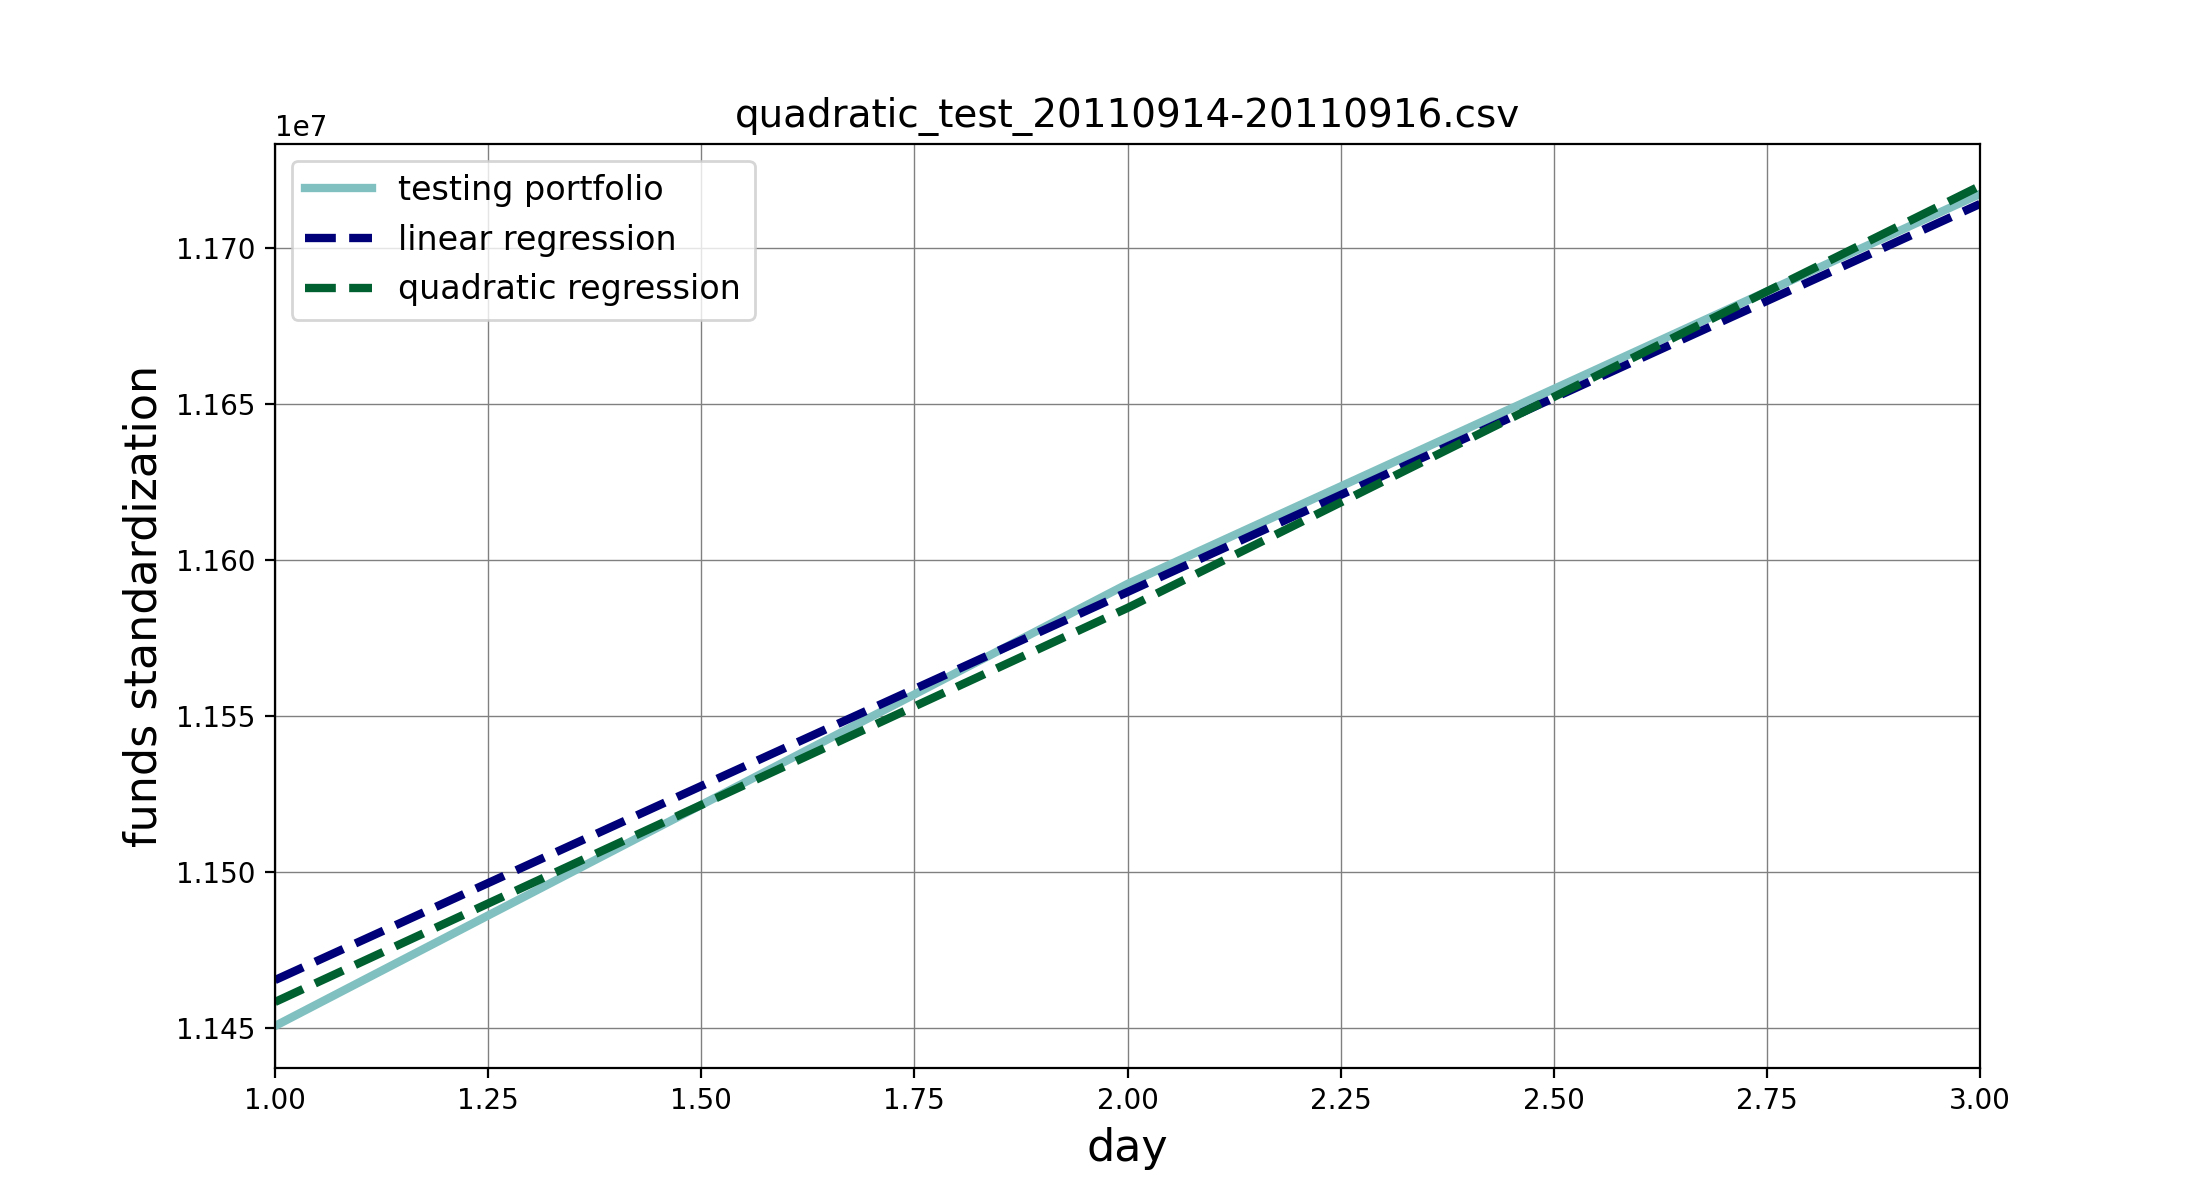 quadratic_test_20110914-20110916.csv
1e7
testing portfolio
linear regression
quadratic regression
funds standardization
1.170
1.165
1.160
1.155
1.150
1.145
1.00 1.25 1.50 1.75 2.00 2.25 2.50 2.75 3.00
day